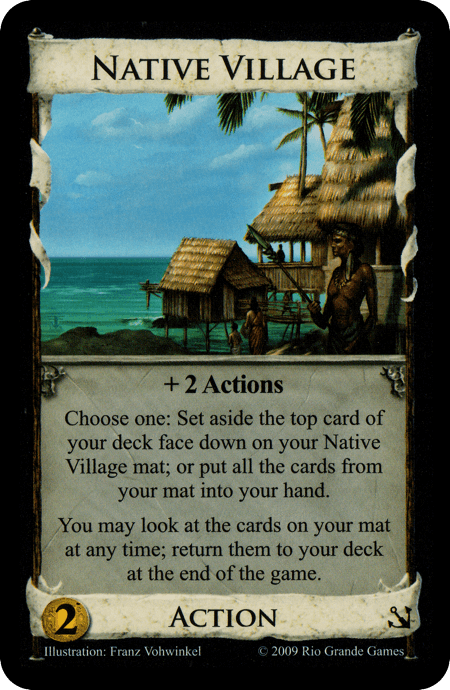 NATIVE VILLAGE
+ 2 Actions
Choose one: Set aside the top card of
your deck face down on your Native
Village mat; or put all the cards from
your mat into your hand.
You may look at the cards on your mat
at any time; return them to your deck
at the end of the game.
2
ACTION
Illustration: Franz Vohwinkel
© 2009 Rio Grande Games